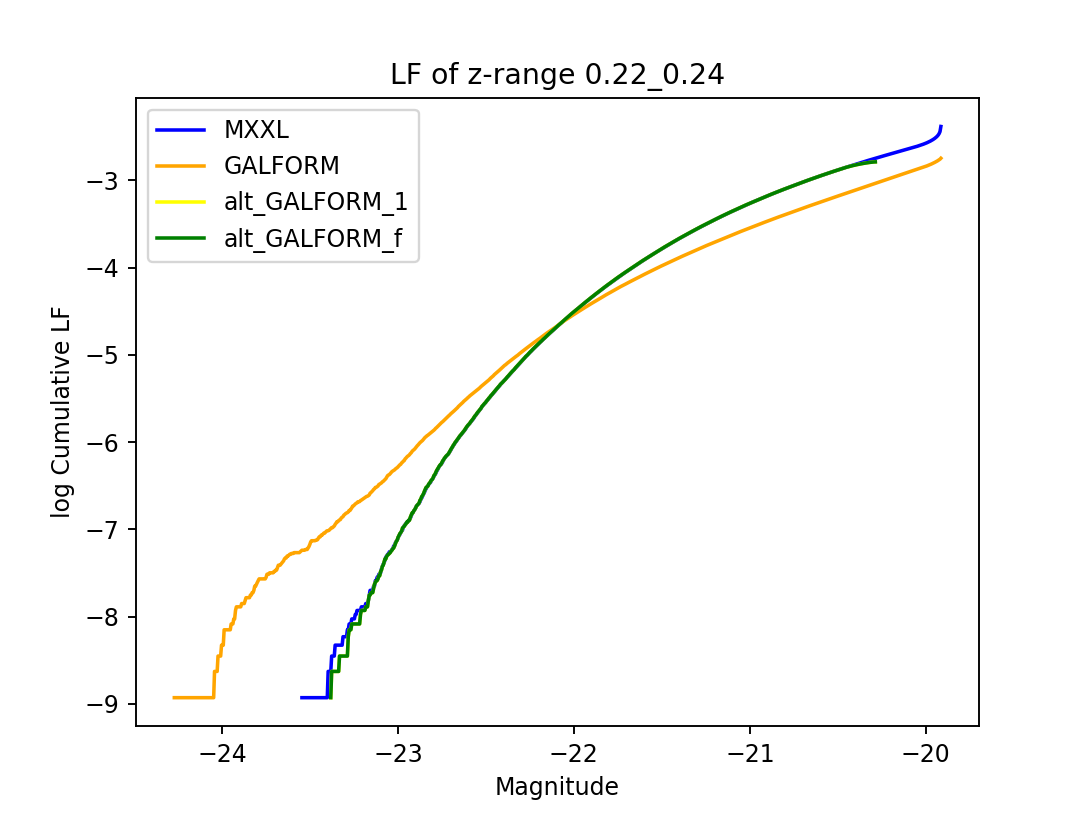 LF of z-range 0.22_0.24
MXXL
GALFORM
alt_GALFORM_1
alt_GALFORM_f
log Cumulative LF
−3
−4
−5
−6
−7
−8
−9
−24
−23
−22
−21
−20
Magnitude